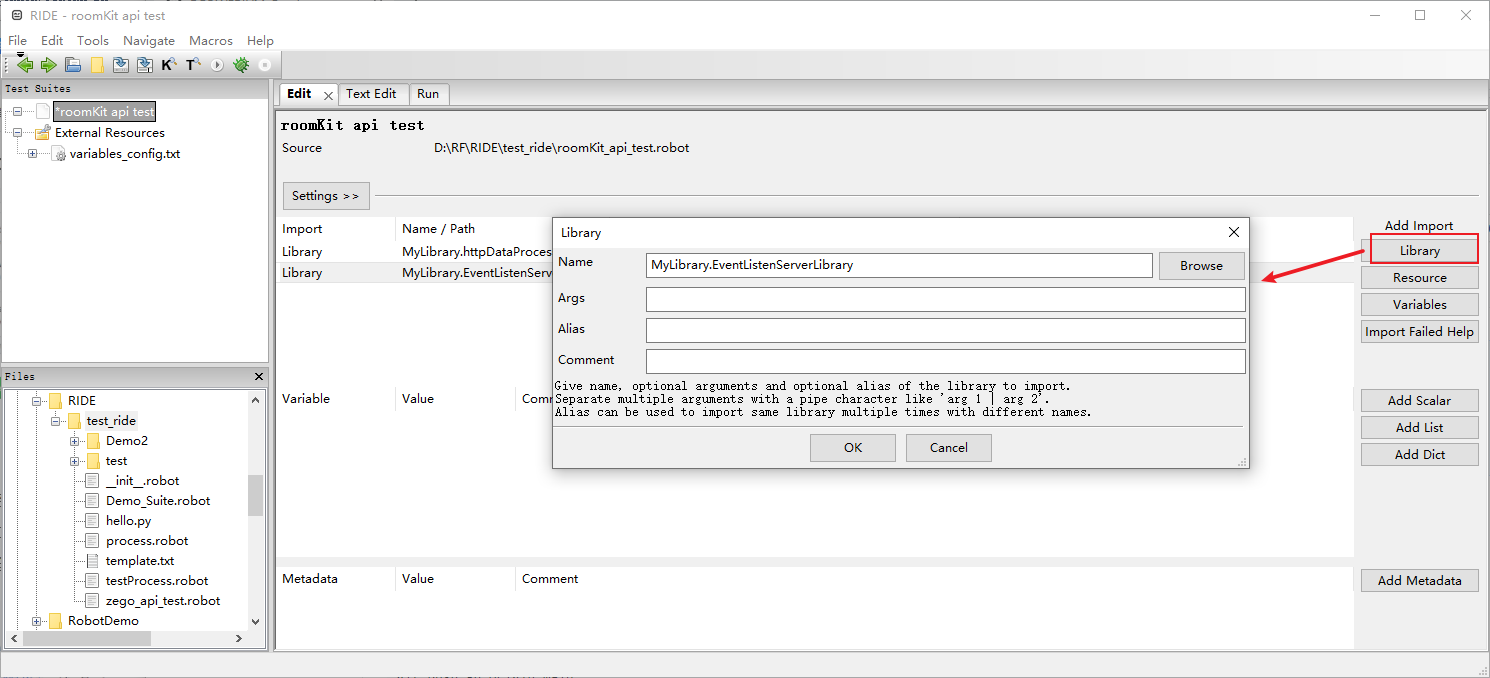 RIDE - roomKit api test
File Edit Tools Navigate Macros Help
Test Suites
*roomKit api test
External Resources
variables_config.txt
Files
RIDE
test_ride
Demo2
test
__init__.robot
Demo_Suite.robot
hello.py
process.robot
template.txt
testProcess.robot
zego_api_test.robot
RobotDemo
Edit Text Edit Run
roomKit api test
Source D:\RF\RIDE\test_ride\roomKit_api_test.robot
Settings >>
Import Name / Path
Library MyLibrary.httpDataProces
Library MyLibrary.EventListenServ
Variable Value Comm
Metadata Value Comment
Library
Name MyLibrary.EventListenServerLibrary Browse
Args
Alias
Comment
Give name, optional arguments and optional alias of the library to import.
Separate multiple arguments with a pipe character like 'arg 1 | arg 2'.
Alias can be used to import same library multiple times with different names.
OK Cancel
Add Import
Library
Resource
Variables
Import Failed Help
Add Scalar
Add List
Add Dict
Add Metadata